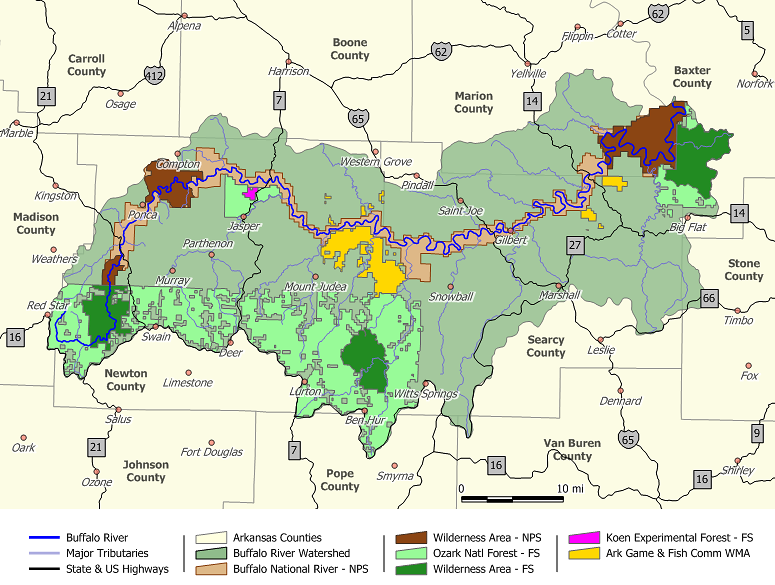 Alpena
Boone
County
62
Flippin
Cotter
62
5
Carroll
County
412
Harrison
Yellville
Baxter
County
Norfork
21
Osage
7
65
Marion
County
14
Marble
Compton
Western Grove
Kingston
Pindall
Madison
County
Ponca
Jasper
Saint Joe
Gilbert
Big Flat
14
Weathers
Parthenon
27
Stone
County
Murray
Mount Judea
Snowball
Marshall
66
Red Star
Timbo
16
Swain
Deer
Searcy
County
Leslie
Newton
County
Limestone
Lurton
Witts Springs
Fox
Dennard
Salus
Ben Hur
Oark
21
Fort Douglas
7
65
9
Van Buren
County
Johnson
County
Ozone
Pope
County
Smyrna
16
16
Shirley
0
10 mi
Buffalo River
Major Tributaries
State & US Highways
Arkansas Counties
Buffalo River Watershed
Buffalo National River - NPS
Wilderness Area - NPS
Ozark Natl Forest - FS
Wilderness Area - FS
Koen Experimental Forest - FS
Ark Game & Fish Comm WMA